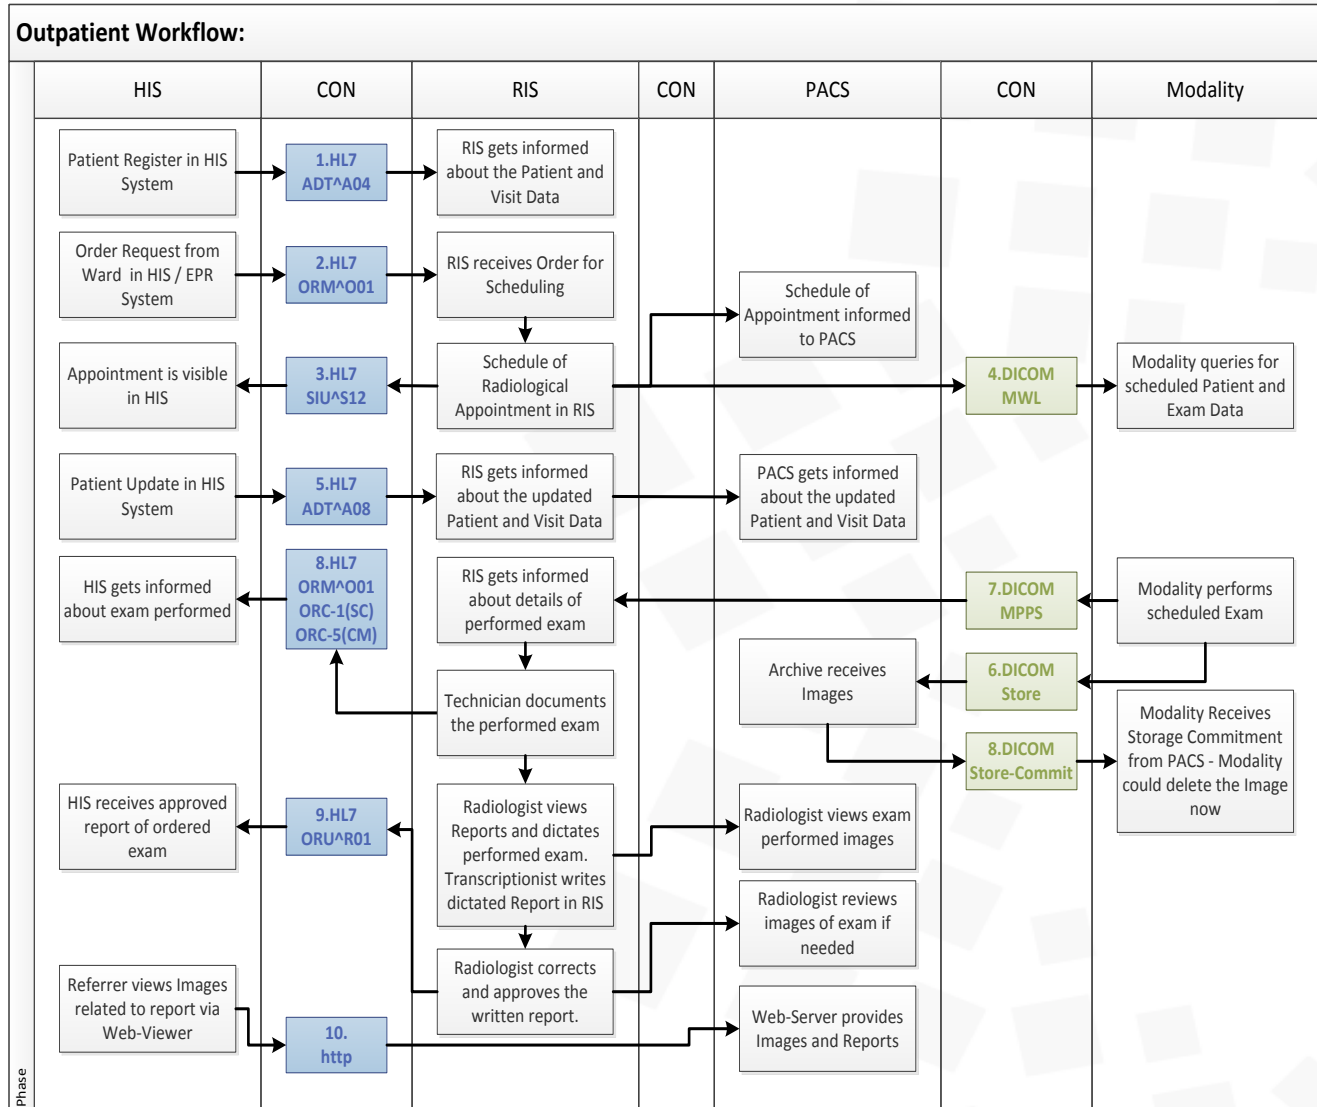 Outpatient Workflow:
HIS
CON
RIS
CON
PACS
CON
Modality
Patient Register in HIS
System
1.HL7
ADT^A04
RIS gets informed
about the Patient and
Visit Data
Order Request from
Ward in HIS / EPR
System
2.HL7
ORM^O01
RIS receives Order for
Scheduling
Schedule of
Appointment informed
to PACS
Appointment is visible
in HIS
3.HL7
SIU^S12
Schedule of
Radiological
Appointment in RIS
4.DICOM
MWL
Modality queries for
scheduled Patient and
Exam Data
Patient Update in HIS
System
5.HL7
ADT^A08
RIS gets informed
about the updated
Patient and Visit Data
PACS gets informed
about the updated
Patient and Visit Data
HIS gets informed
about exam performed
8.HL7
ORM^O01
ORC-1(SC)
ORC-5(CM)
RIS gets informed
about details of
performed exam
7.DICOM
MPPS
Modality performs
scheduled Exam
Technician documents
the performed exam
Archive receives
Images
6.DICOM
Store
8.DICOM
Store-Commit
Modality Receives
Storage Commitment
from PACS - Modality
could delete the Image
now
HIS receives approved
report of ordered
exam
9.HL7
ORU^R01
Radiologist views
Reports and dictates
performed exam.
Transcriptionist writes
dictated Report in RIS
Radiologist views exam
performed images
Radiologist reviews
images of exam if
needed
Referrer views Images
related to report via
Web-Viewer
10.
http
Radiologist corrects
and approves the
written report.
Web-Server provides
Images and Reports
Phase